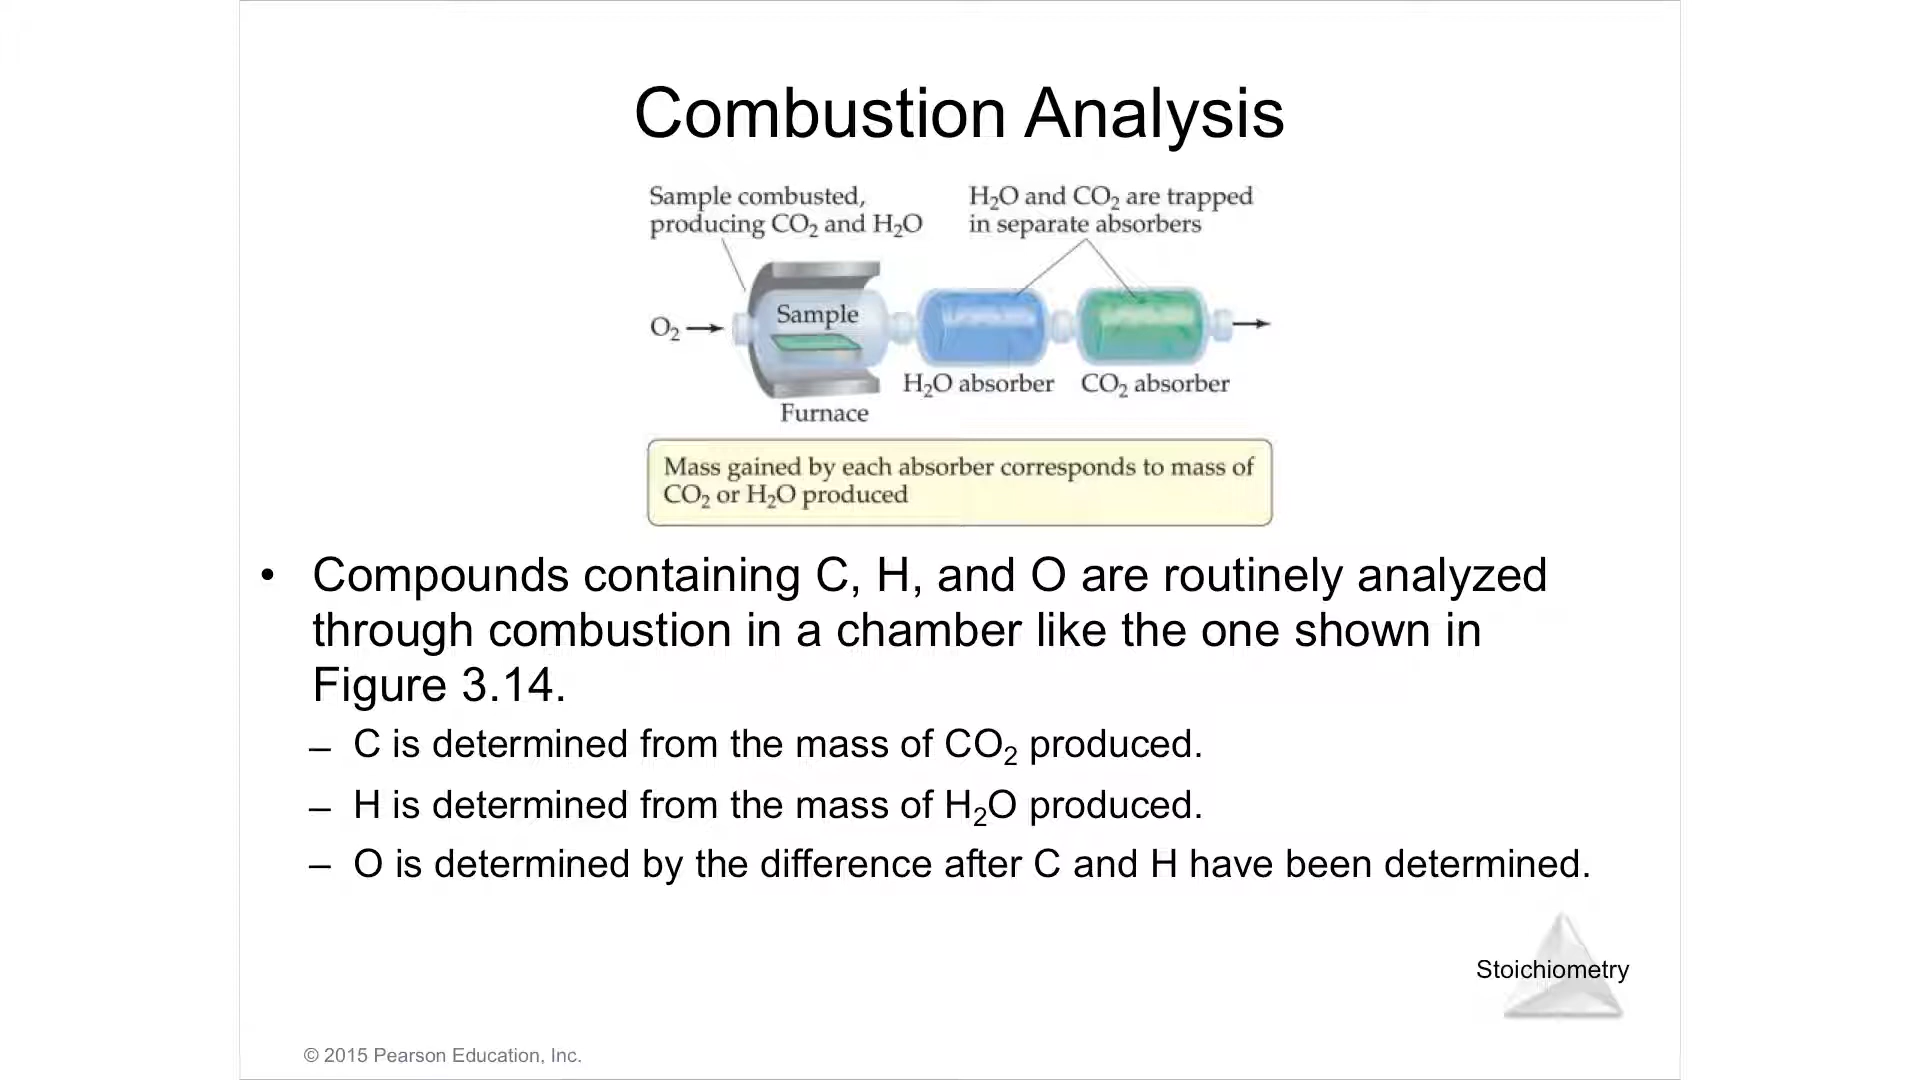 Combustion Analysis
Sample combusted,
producing CO₂ and H₂O
H₂O and CO₂ are trapped
in separate absorbers
O₂
Sample
H₂O absorber
CO₂ absorber
Furnace
Mass gained by each absorber corresponds to mass of
CO₂ or H₂O produced
• Compounds containing C, H, and O are routinely analyzed
through combustion in a chamber like the one shown in
Figure 3.14.
– C is determined from the mass of CO₂ produced.
– H is determined from the mass of H₂O produced.
– O is determined by the difference after C and H have been determined.
Stoichiometry
© 2015 Pearson Education, Inc.